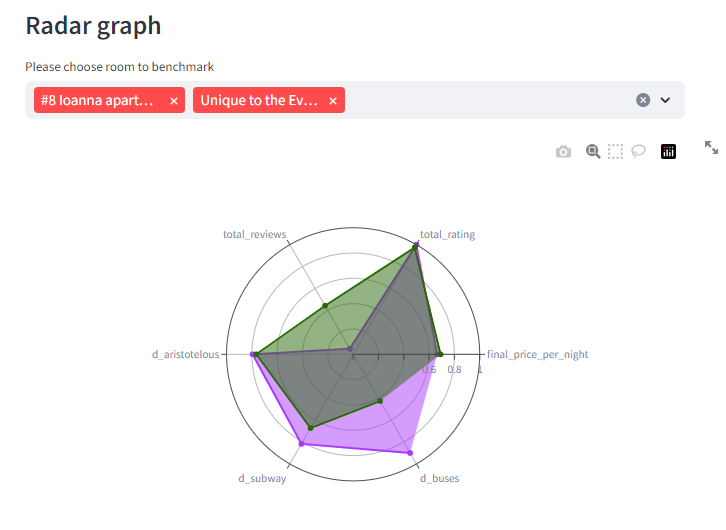 Radar graph
Please choose room to benchmark
#8 Ioanna apart… ×
Unique to the Ev… ×
total_reviews
total_rating
d_aristotelous
final_price_per_night
0.6 0.8 1
d_subway
d_buses